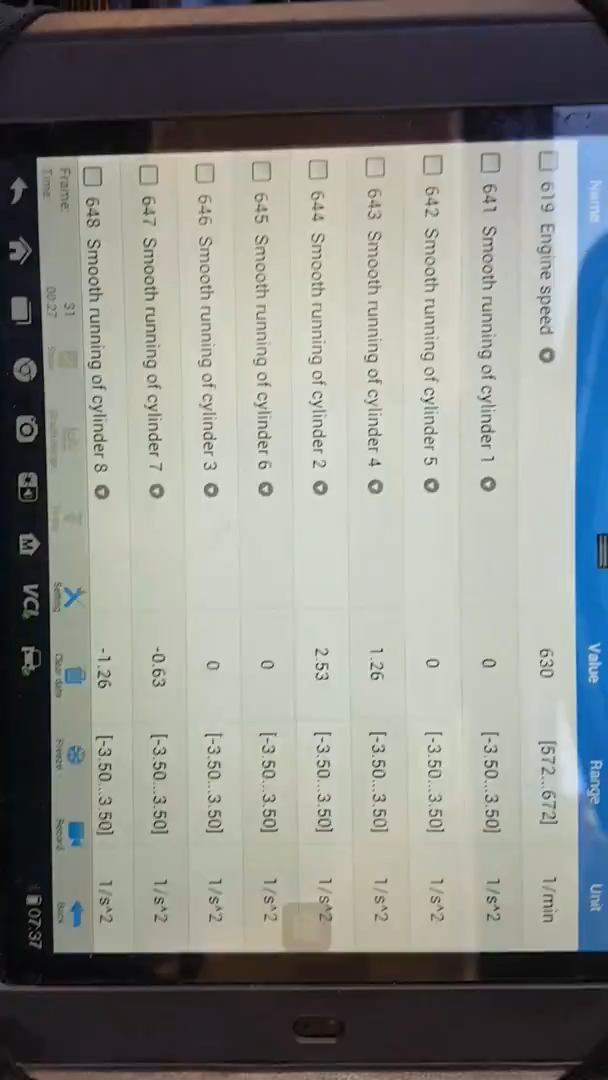 Name Value Range Unit
619 Engine speed 630 [572...672] 1/min
641 Smooth running of cylinder 1 0 [-3.50...3.50] 1/s^2
642 Smooth running of cylinder 5 0 [-3.50...3.50] 1/s^2
643 Smooth running of cylinder 4 1.26 [-3.50...3.50] 1/s^2
644 Smooth running of cylinder 2 2.53 [-3.50...3.50] 1/s^2
645 Smooth running of cylinder 6 0 [-3.50...3.50] 1/s^2
646 Smooth running of cylinder 3 0 [-3.50...3.50] 1/s^2
647 Smooth running of cylinder 7 -0.63 [-3.50...3.50] 1/s^2
648 Smooth running of cylinder 8 -1.26 [-3.50...3.50] 1/s^2
Frame: 31
Time: 00:27
Setting Clear data Freeze Record Back
M VCI 07:37